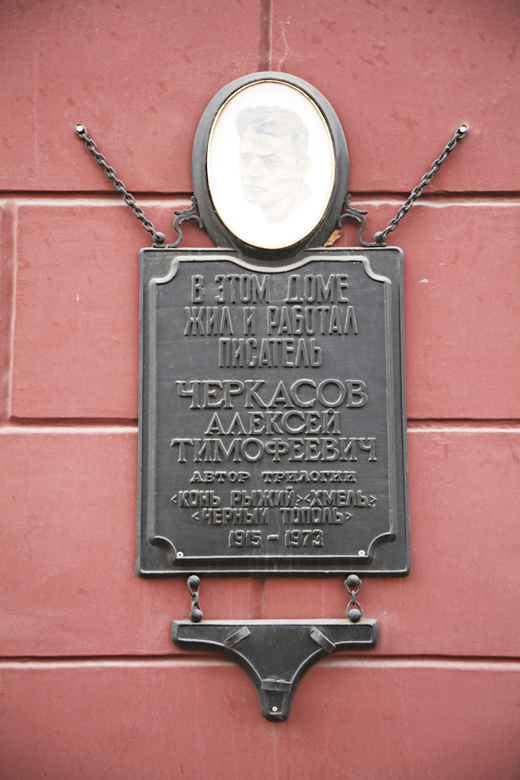 В ЭТОМ ДОМЕ
ЖИЛ И РАБОТАЛ
ПИСАТЕЛЬ
ЧЕРКАСОВ
АЛЕКСЕЙ
ТИМОФЕЕВИЧ
АВТОР ТРИЛОГИИ
«КОНЬ РЫЖИЙ», «ХМЕЛЬ»,
«ЧЕРНЫЙ ТОПОЛЬ»
1915 – 1973